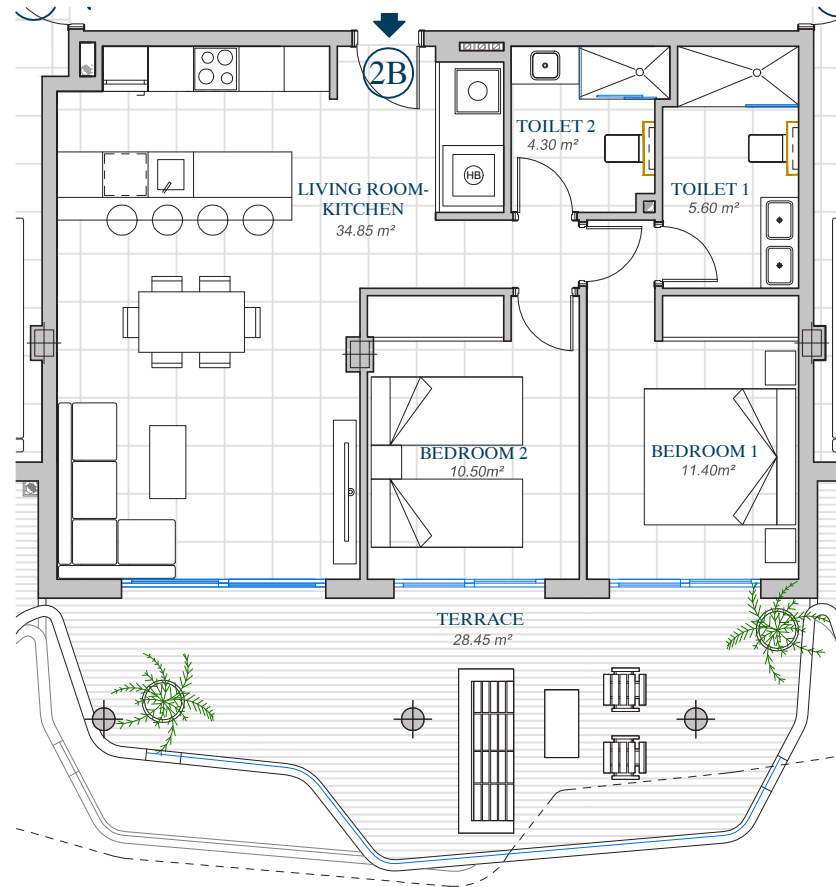 2B
TOILET 2
4.30 m²
TOILET 1
5.60 m²
HB
LIVING ROOM-
KITCHEN
34.85 m²
BEDROOM 2
10.50m²
BEDROOM 1
11.40m²
TERRACE
28.45 m²